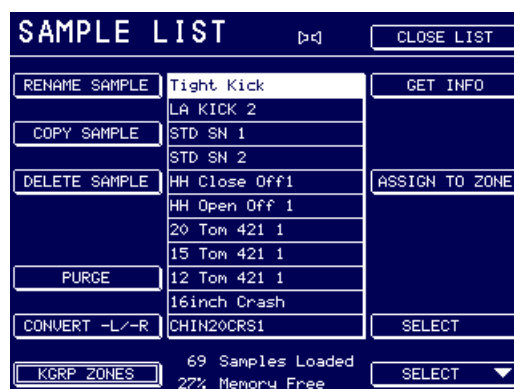 SAMPLE LIST
CLOSE LIST
RENAME SAMPLE
Tight Kick
GET INFO
LA KICK 2
COPY SAMPLE
STD SN 1
STD SN 2
DELETE SAMPLE
HH Close Off1
ASSIGN TO ZONE
HH Open Off 1
20 Tom 421 1
15 Tom 421 1
PURGE
12 Tom 421 1
16inch Crash
CONVERT -L/-R
CHIN20CRS1
SELECT
KGRP ZONES
69 Samples Loaded
27% Memory Free
SELECT